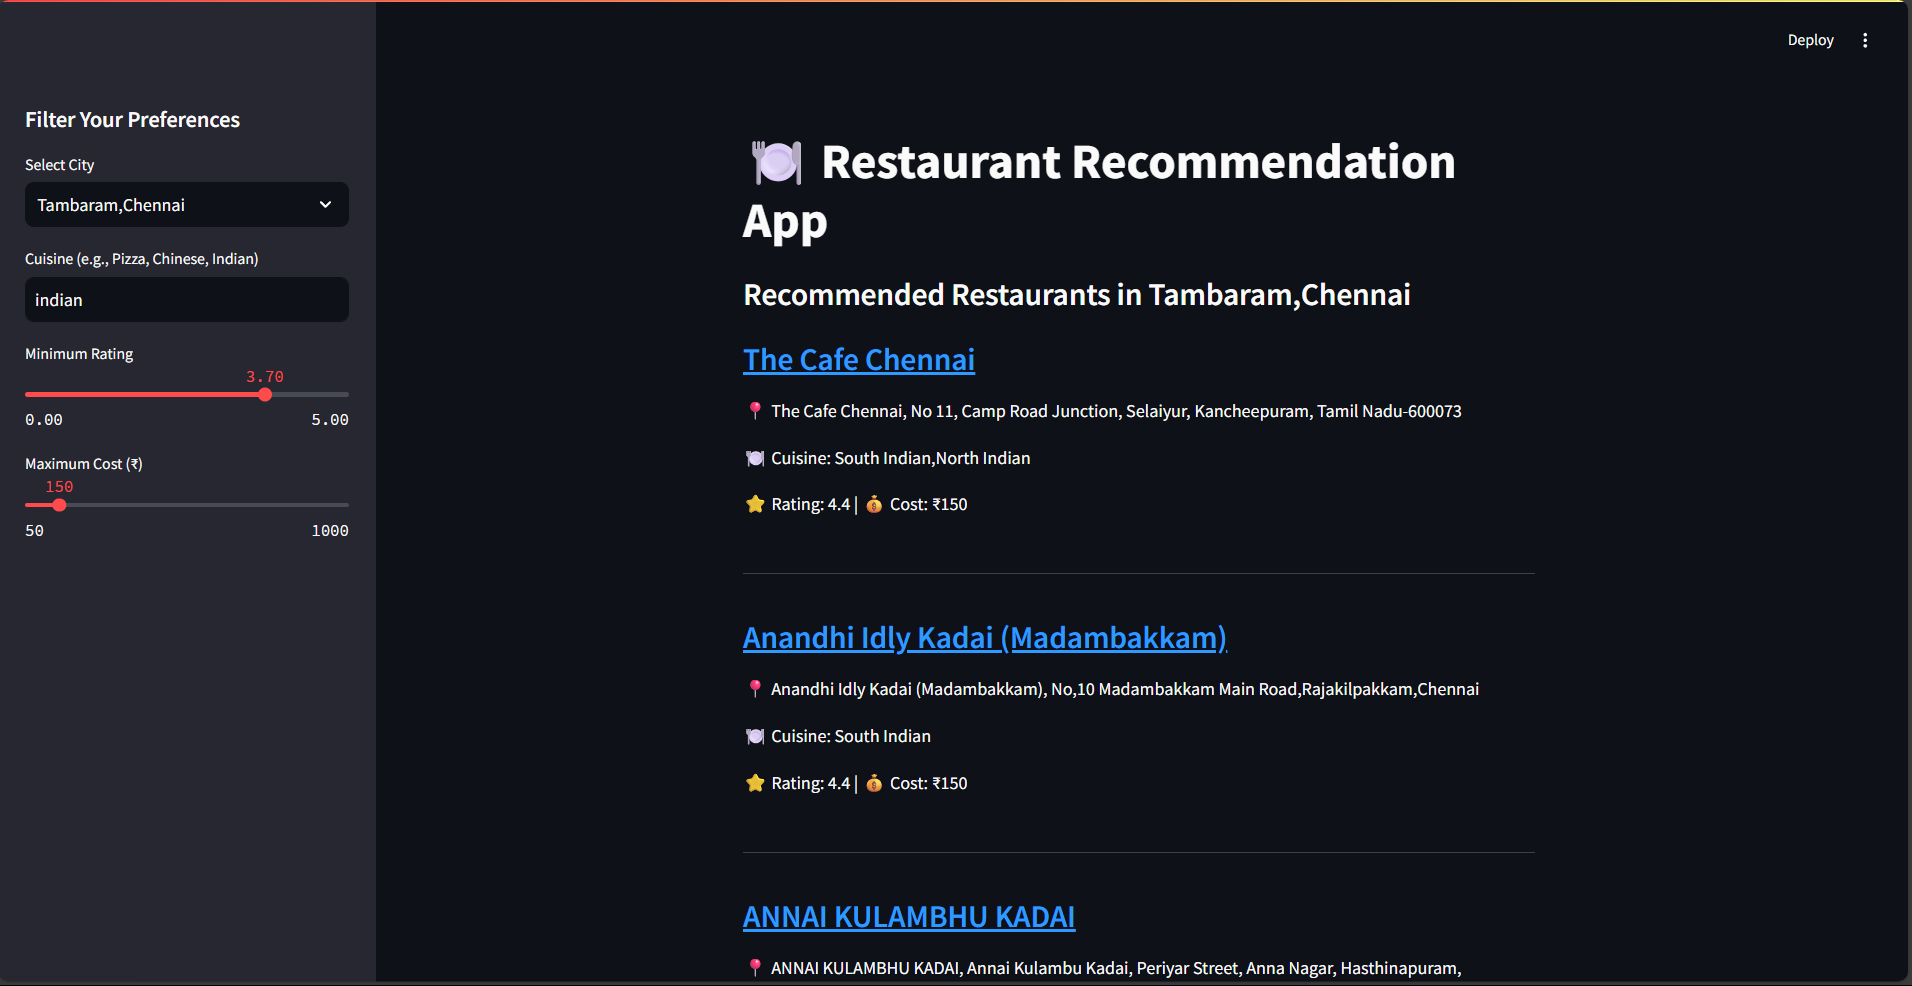 Deploy
Filter Your Preferences
Select City
Tambaram,Chennai
Cuisine (e.g., Pizza, Chinese, Indian)
indian
Minimum Rating
3.70
0.00 5.00
Maximum Cost (₹)
150
50 1000
Restaurant Recommendation
App
Recommended Restaurants in Tambaram,Chennai
The Cafe Chennai
The Cafe Chennai, No 11, Camp Road Junction, Selaiyur, Kancheepuram, Tamil Nadu-600073
Cuisine: South Indian,North Indian
Rating: 4.4 | Cost: ₹150
Anandhi Idly Kadai (Madambakkam)
Anandhi Idly Kadai (Madambakkam), No,10 Madambakkam Main Road,Rajakilpakkam,Chennai
Cuisine: South Indian
Rating: 4.4 | Cost: ₹150
ANNAI KULAMBHU KADAI
ANNAI KULAMBHU KADAI, Annai Kulambu Kadai, Periyar Street, Anna Nagar, Hasthinapuram,